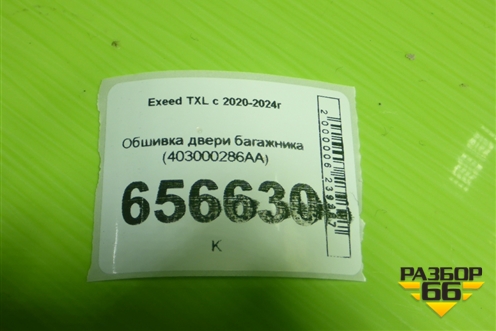 Exeed TXL с 2020-2024г
Обшивка двери багажника
(403000286AA)
656630
К
РАЗБОР
66